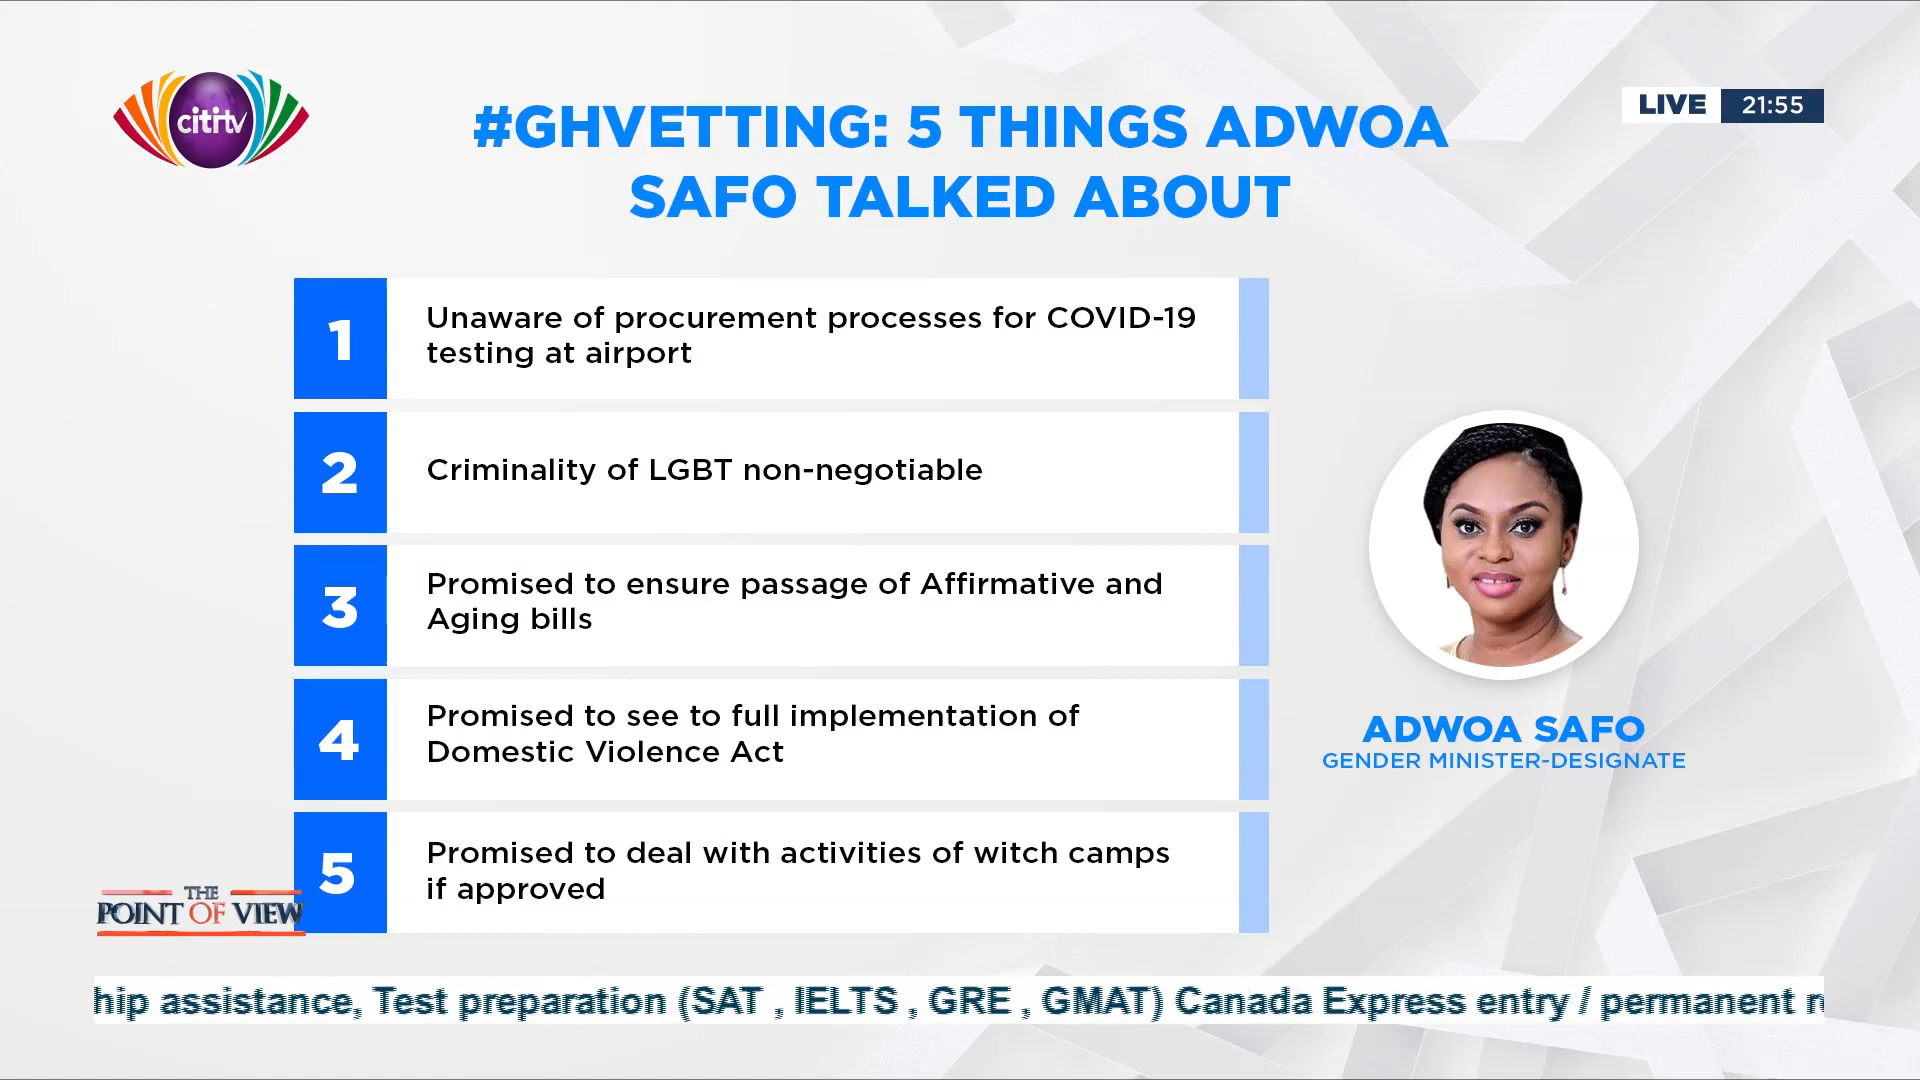 citi tv
#GHVETTING: 5 THINGS ADWOA
SAFO TALKED ABOUT
LIVE 21:55
1 Unaware of procurement processes for COVID-19
testing at airport
2 Criminality of LGBT non-negotiable
3 Promised to ensure passage of Affirmative and
Aging bills
4 Promised to see to full implementation of
Domestic Violence Act
5 Promised to deal with activities of witch camps
if approved
ADWOA SAFO
GENDER MINISTER-DESIGNATE
THE
POINT OF VIEW
hip assistance, Test preparation (SAT , IELTS , GRE , GMAT) Canada Express entry / permanent